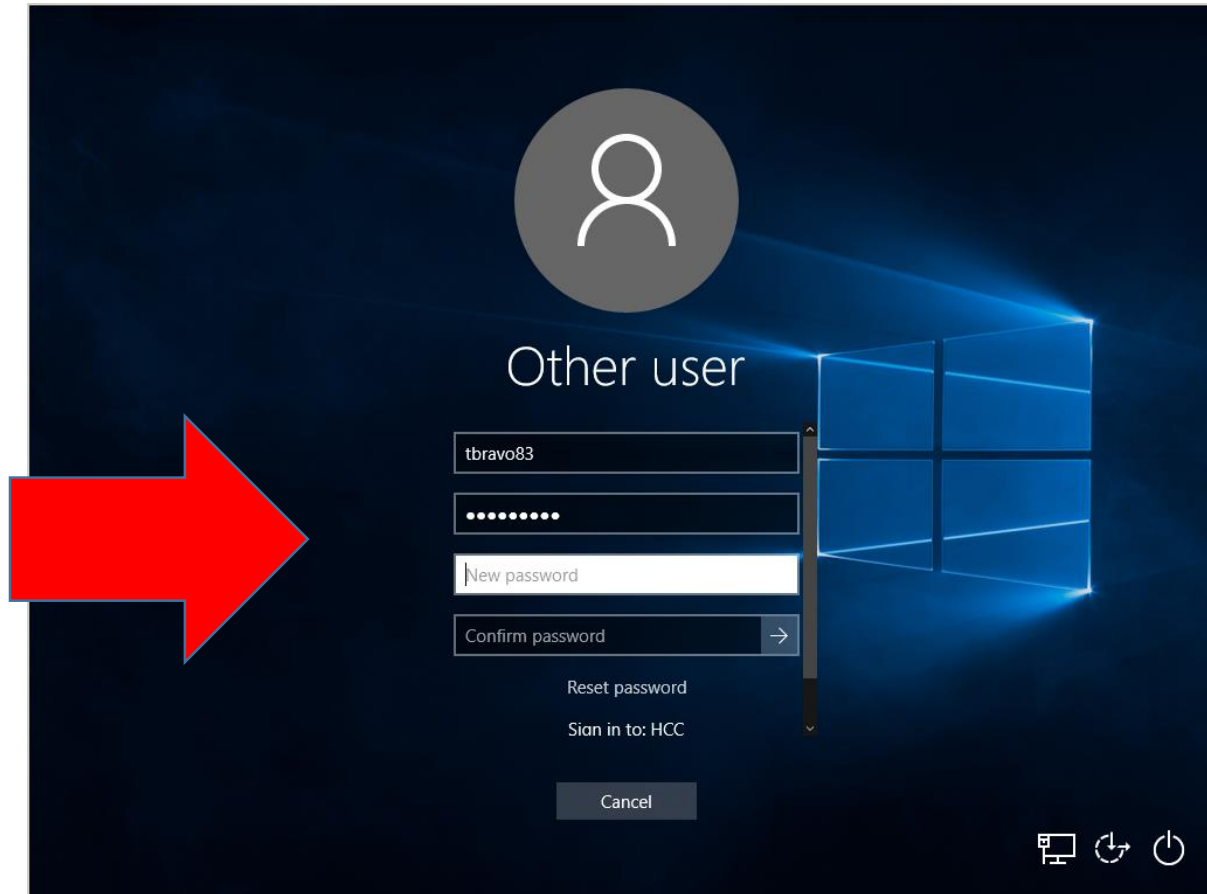 Other user
tbravo83
New password
Confirm password
Reset password
Sign in to: HCC
Cancel